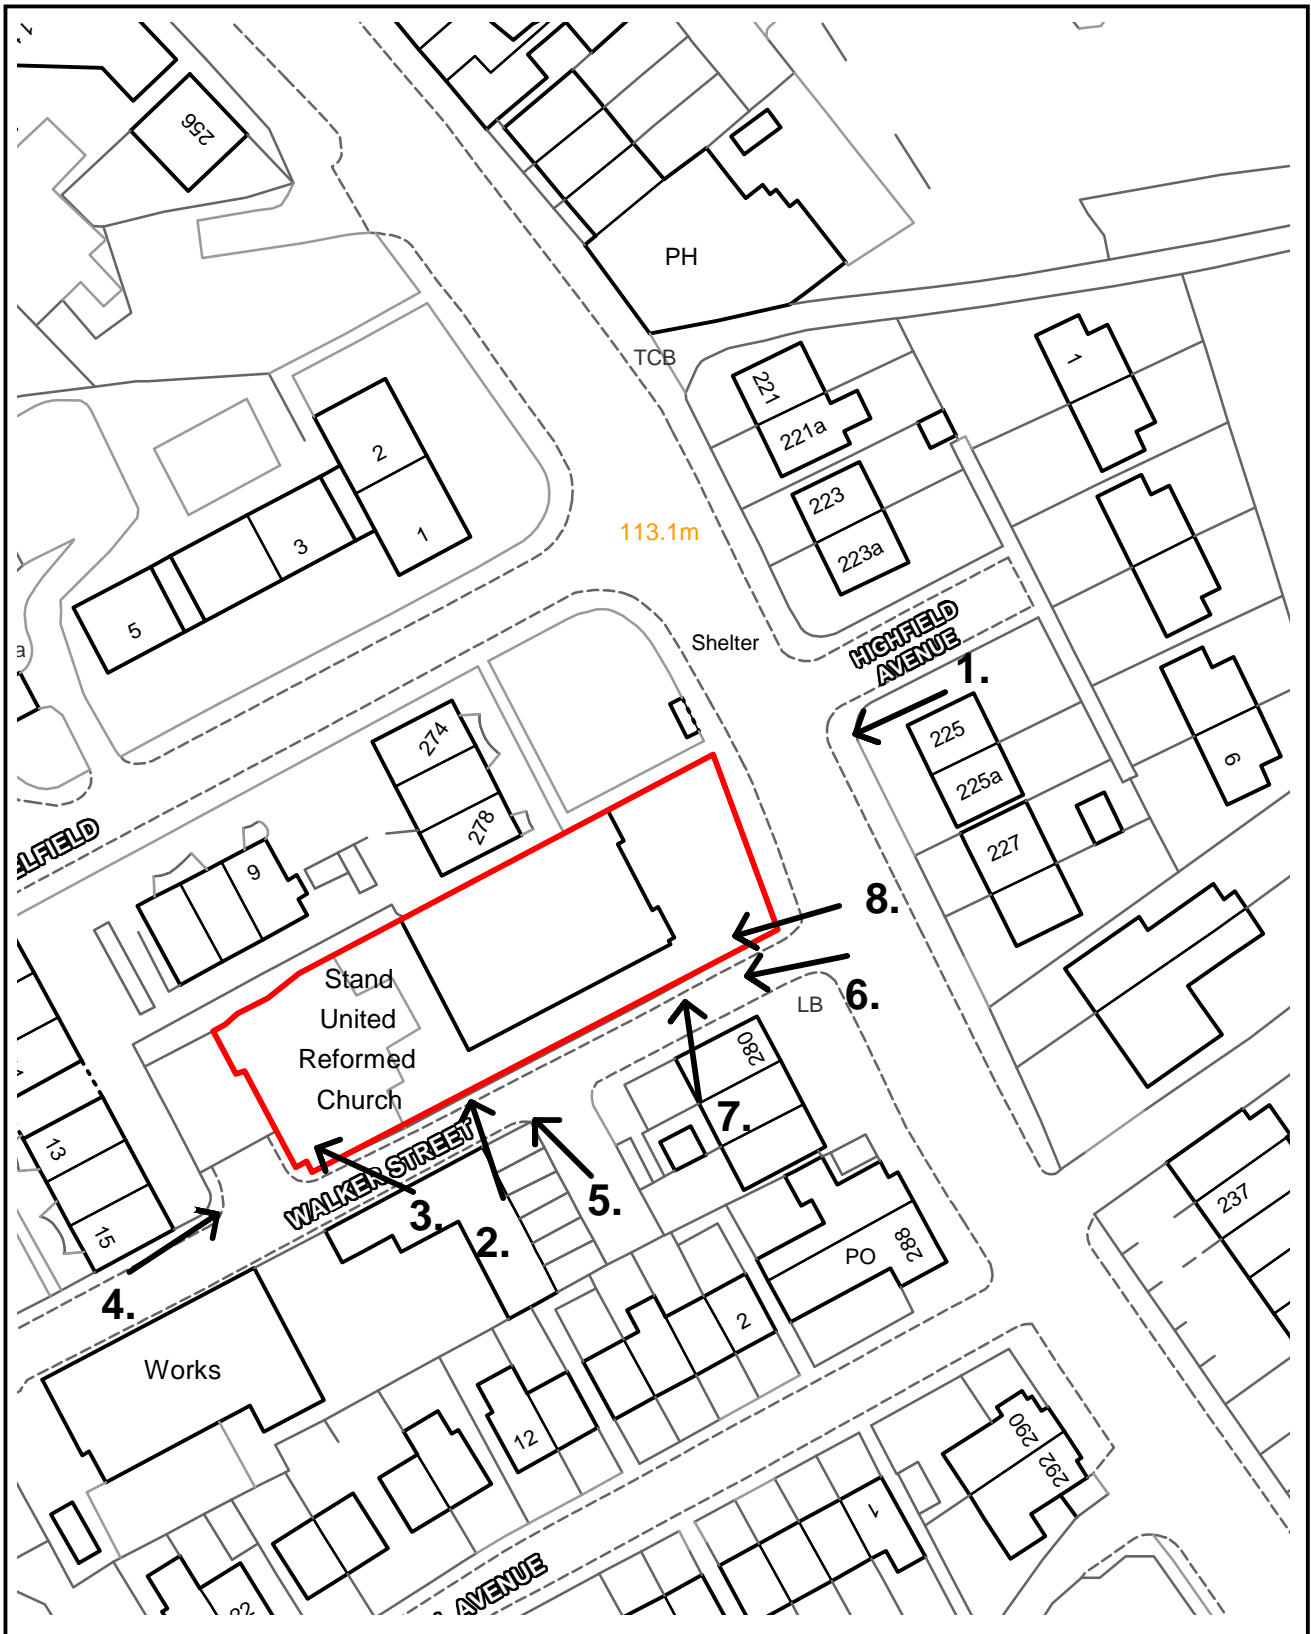 256
PH
TCB
221
221a
1
2
223
1
113.1m
3
223a
5
HIGHFIELD
AVENUE
Shelter
a
1.
274
225
225a
6
278
227
ELFIELD
9
8.
Stand
United
Reformed
Church
6.
LB
280
7.
WALKER STREET
13
5.
3.
2.
15
4.
237
288
PO
2
Works
12
290
292
1
AVENUE
22